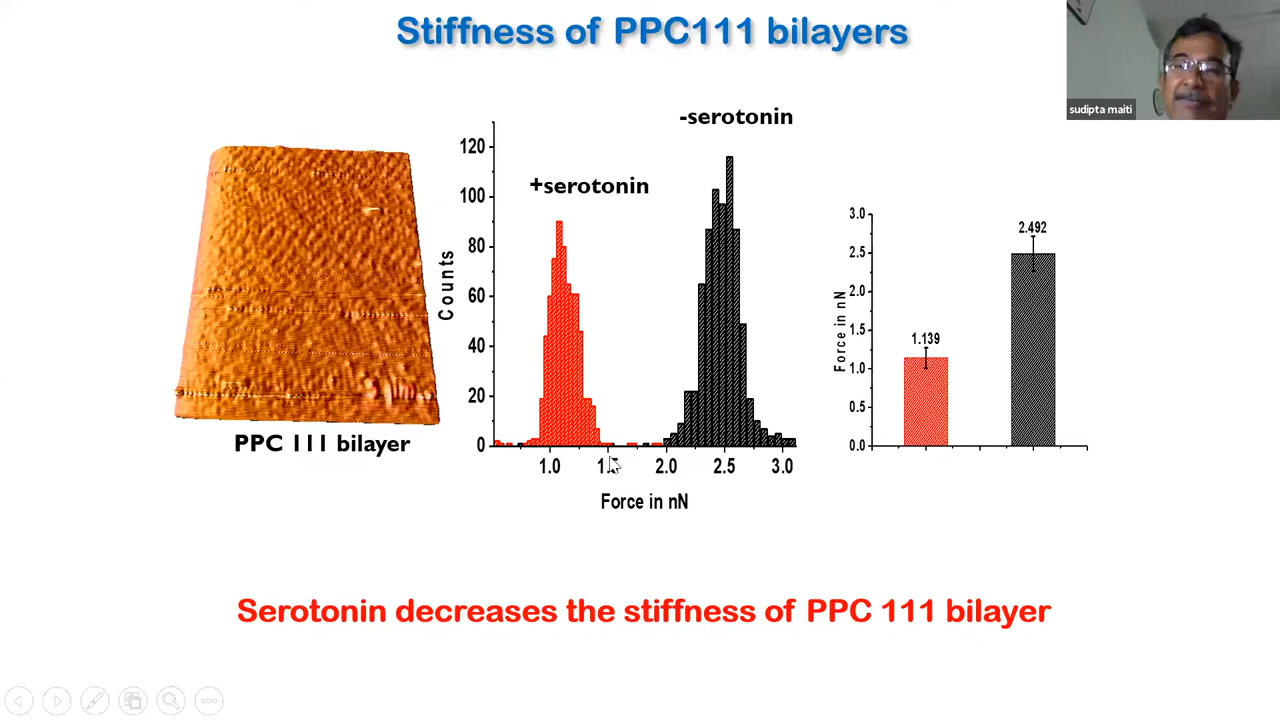 Stiffness of PPC111 bilayers
sudipta maiti
-serotonin
+serotonin
120
100
80
60
40
20
0
Counts
1.0
2.0
2.5
3.0
Force in nN
PPC 111 bilayer
3.0
2.5
2.0
1.5
1.0
0.5
0.0
Force in nN
1.139
2.492
Serotonin decreases the stiffness of PPC 111 bilayer